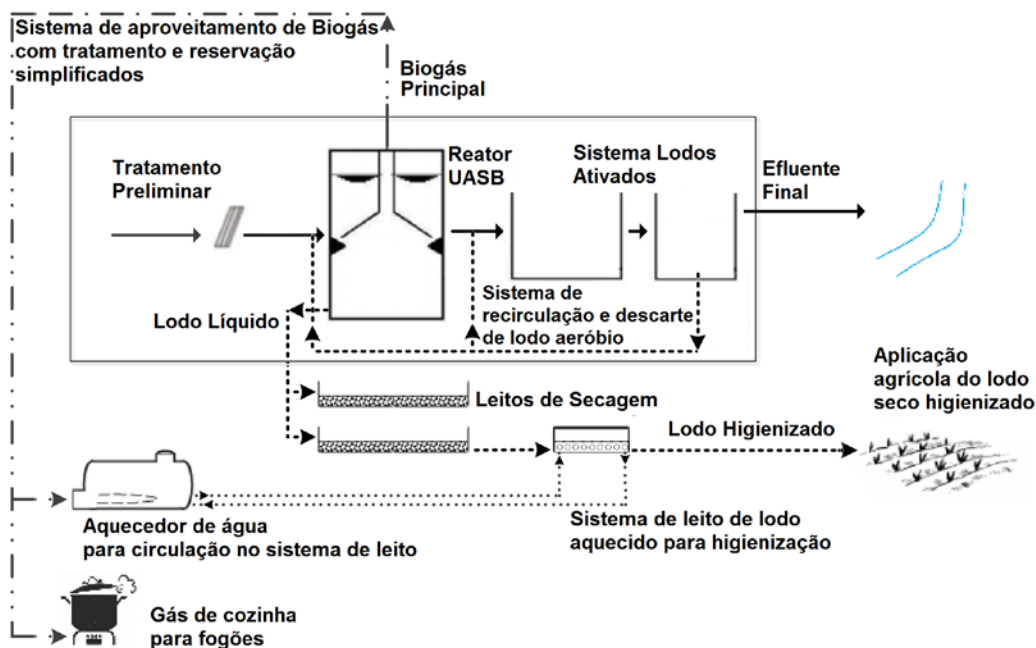 Sistema de aproveitamento de Biogás
com tratamento e reservação
simplificados
Biogás
Principal
Tratamento
Preliminar
Reator
UASB
Sistema Lodos
Ativados
Efluente
Final
Lodo Líquido
Sistema de
recirculação e descarte
de lodo aeróbio
Leitos de Secagem
Aplicação
agrícola do lodo
seco higienizado
Lodo Higienizado
Aquecedor de água
para circulação no sistema de leito
Sistema de leito de lodo
aquecido para higienização
Gás de cozinha
para fogões